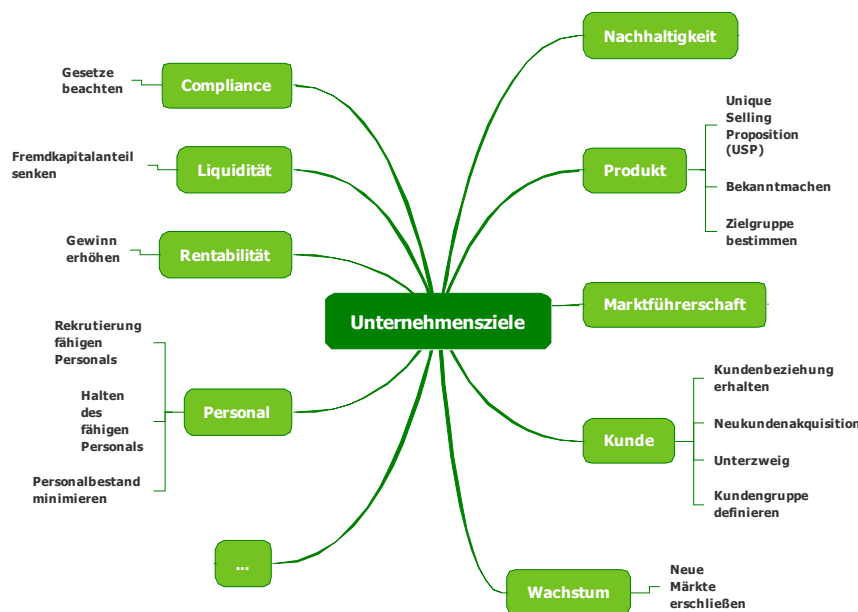 Nachhaltigkeit
Gesetze
beachten
Compliance
Unique
Selling
Proposition
(USP)
Produkt
Bekanntmachen
Zielgruppe
bestimmen
Fremdkapitalanteil
senken
Liquidität
Gewinn
erhöhen
Rentabilität
Unternehmensziele
Marktführerschaft
Rekrutierung
fähigen
Personals
Halten
des
fähigen
Personals
Personalbestand
minimieren
Personal
Kunde
Kundenbeziehung
erhalten
Neukundenakquisition
Unterzweig
Kundengruppe
definieren
...
Wachstum
Neue
Märkte
erschließen